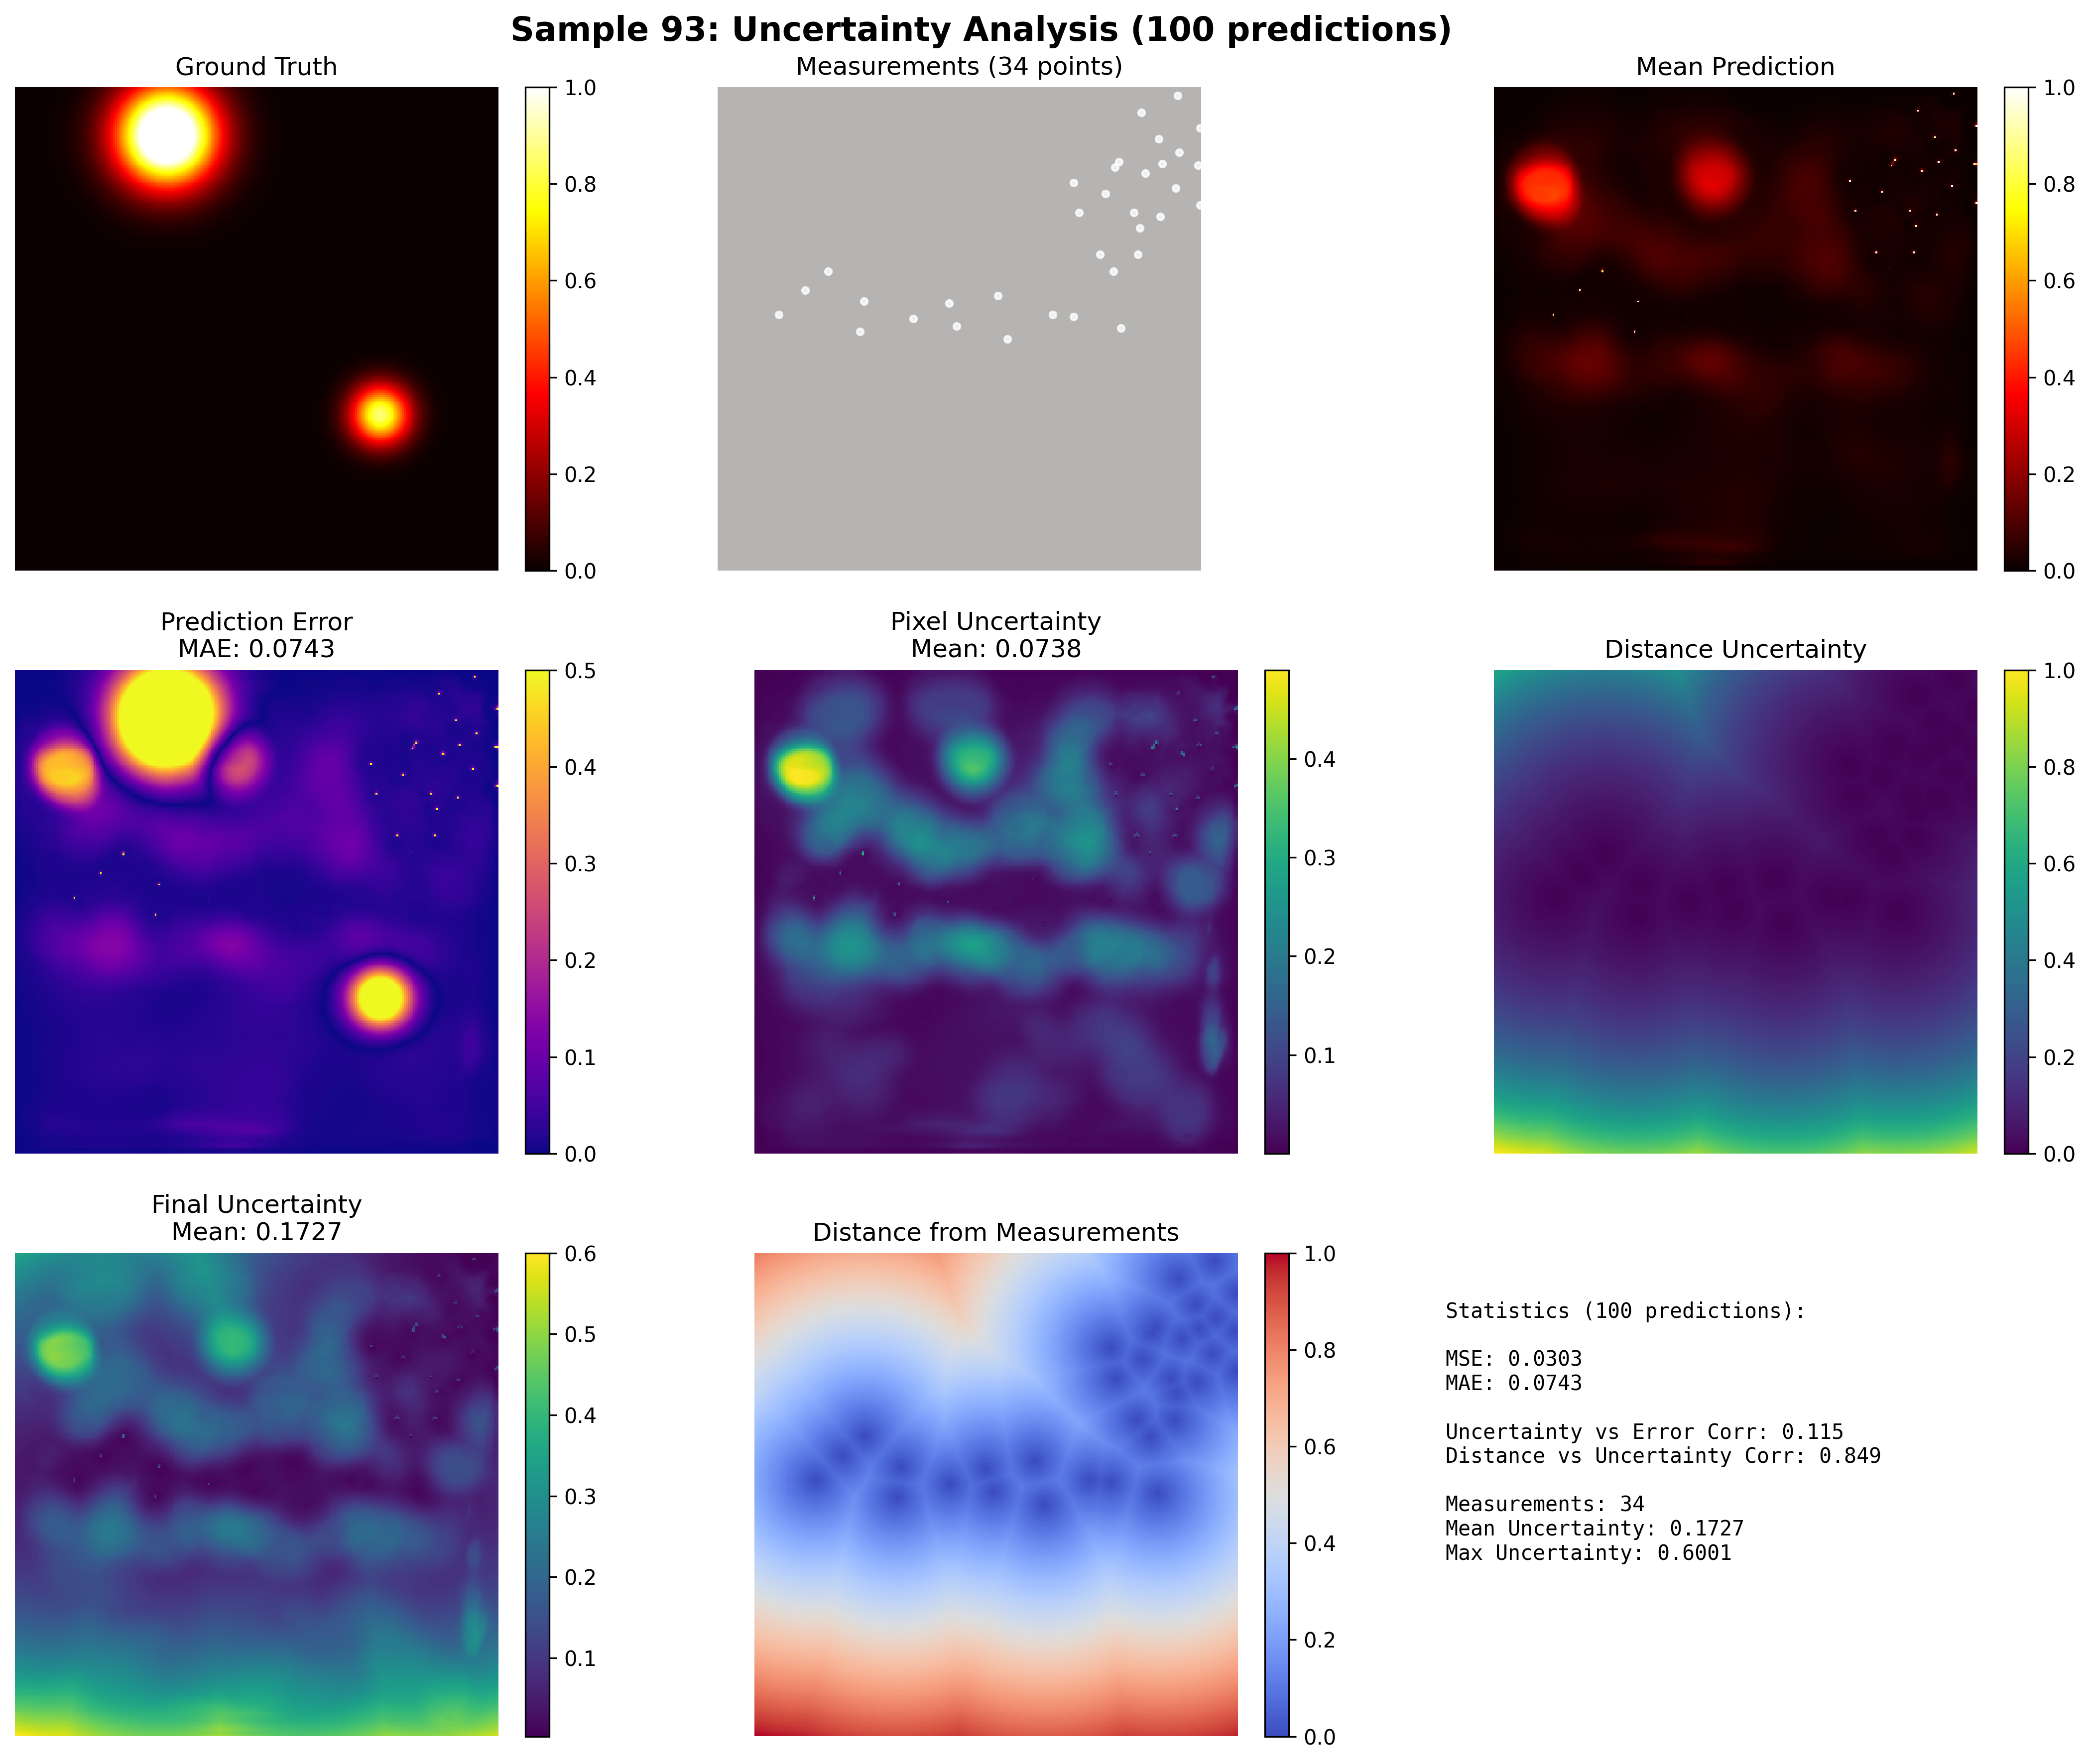 Sample 93: Uncertainty Analysis (100 predictions)
Ground Truth
1.0
0.8
0.6
0.4
0.2
0.0
Measurements (34 points)
Mean Prediction
1.0
0.8
0.6
0.4
0.2
0.0
Prediction Error
MAE: 0.0743
0.5
0.4
0.3
0.2
0.1
0.0
Pixel Uncertainty
Mean: 0.0738
0.4
0.3
0.2
0.1
Distance Uncertainty
1.0
0.8
0.6
0.4
0.2
0.0
Final Uncertainty
Mean: 0.1727
0.6
0.5
0.4
0.3
0.2
0.1
Distance from Measurements
1.0
0.8
0.6
0.4
0.2
0.0
Statistics (100 predictions):
MSE: 0.0303
MAE: 0.0743
Uncertainty vs Error Corr: 0.115
Distance vs Uncertainty Corr: 0.849
Measurements: 34
Mean Uncertainty: 0.1727
Max Uncertainty: 0.6001